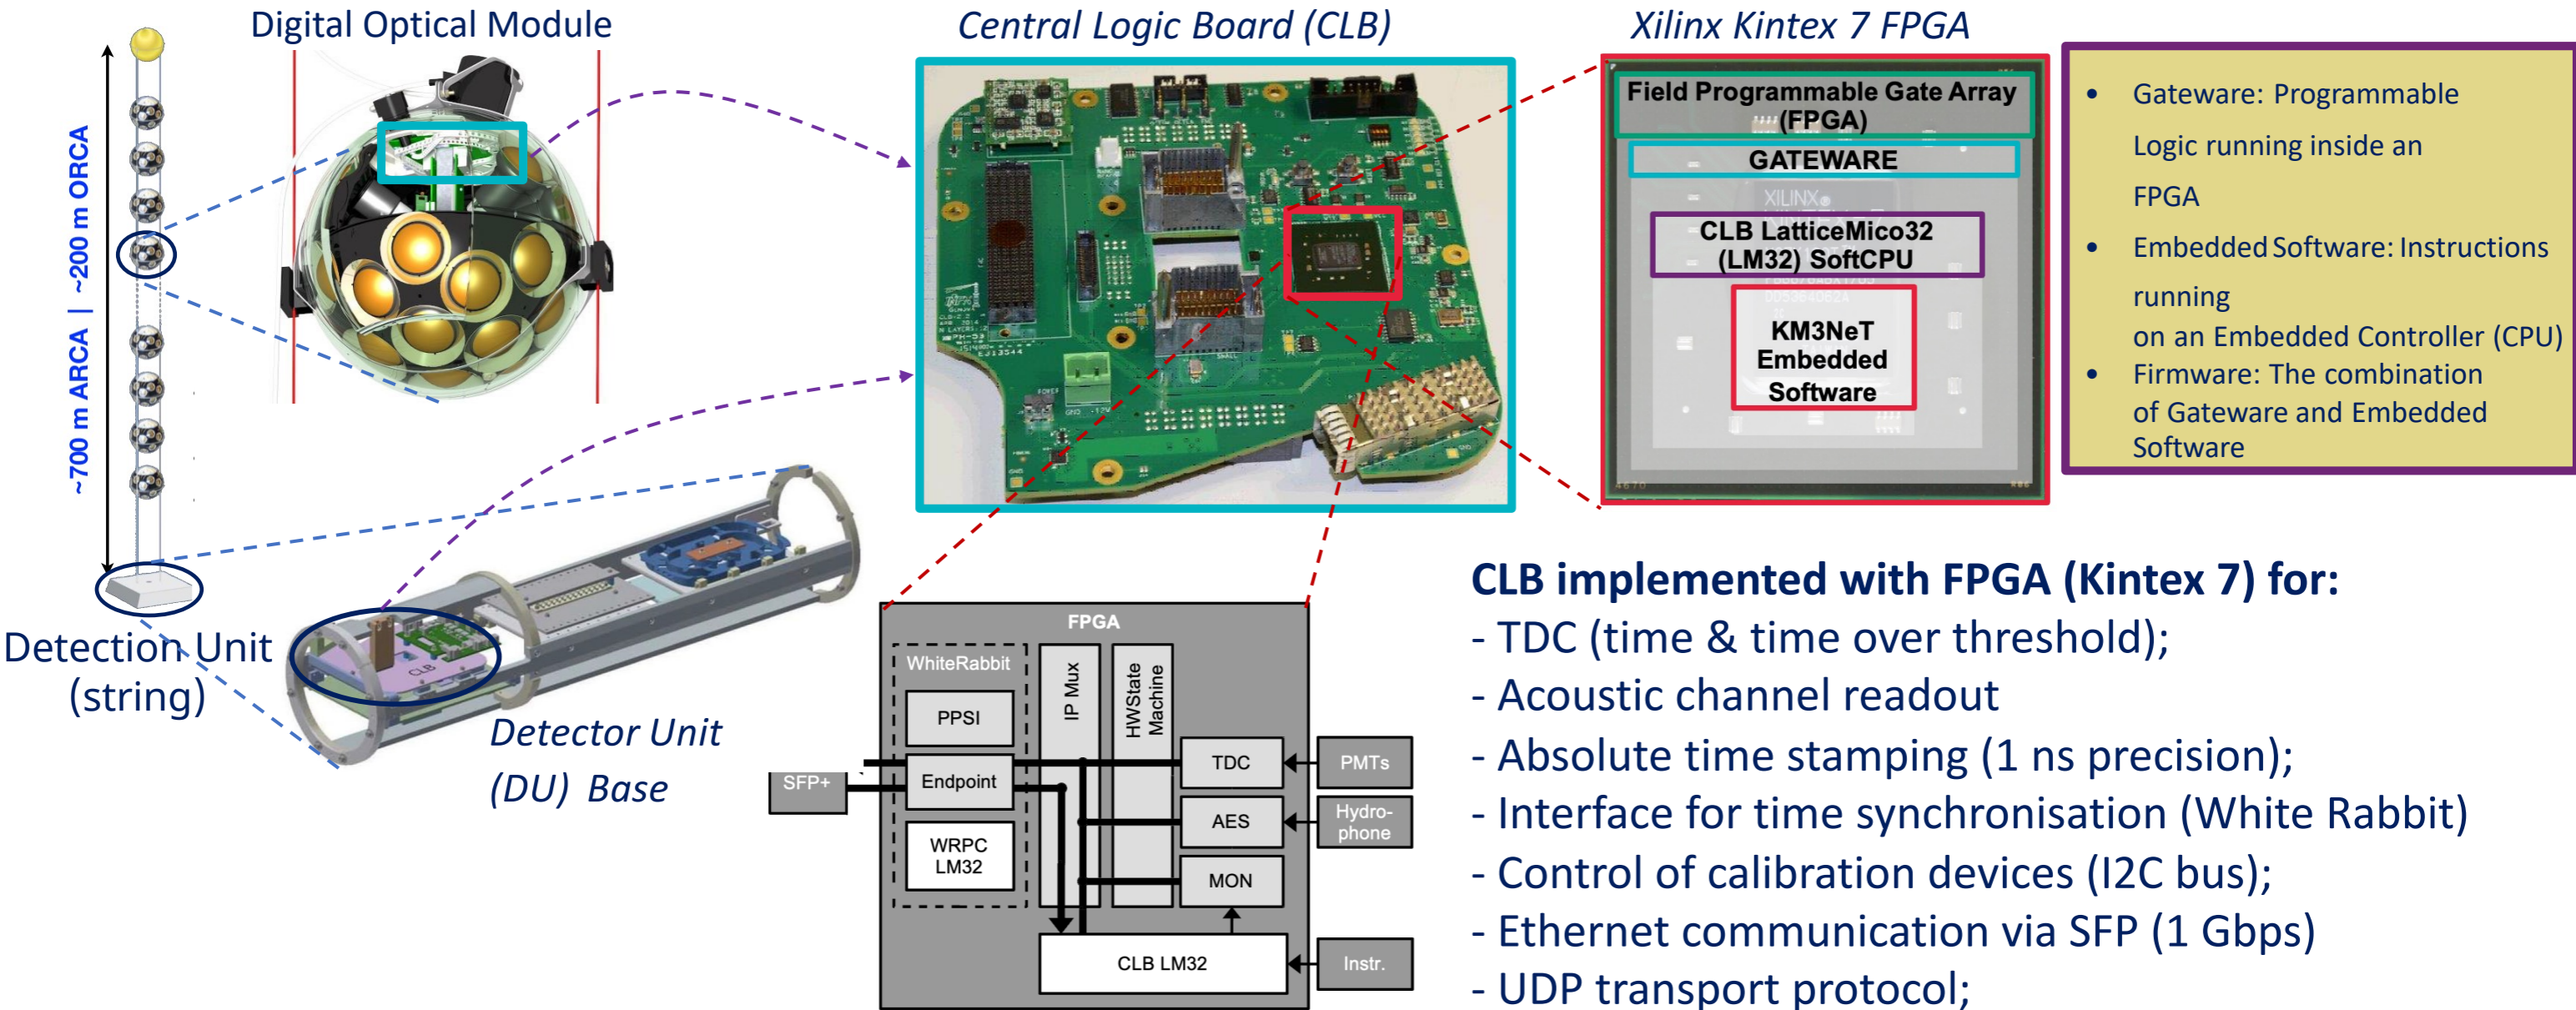 Digital Optical Module
Central Logic Board (CLB)
Xilinx Kintex 7 FPGA
~700 m ARCA | ~200 m ORCA
Detection Unit
(string)
CLB
Detector Unit
(DU) Base
GND -12V
Field Programmable Gate Array
(FPGA)
GATEWARE
XILINX®
CLB LatticeMico32
(LM32) SoftCPU
KM3NeT
Embedded
Software
• Gateware: Programmable
Logic running inside an
FPGA
• Embedded Software: Instructions
running
on an Embedded Controller (CPU)
• Firmware: The combination
of Gateware and Embedded
Software
FPGA
WhiteRabbit
PPSI
Endpoint
WRPC
LM32
IP Mux
HWState
Machine
TDC
AES
MON
CLB LM32
SFP+
PMTs
Hydro-
phone
Instr.
CLB implemented with FPGA (Kintex 7) for:
- TDC (time & time over threshold);
- Acoustic channel readout
- Absolute time stamping (1 ns precision);
- Interface for time synchronisation (White Rabbit)
- Control of calibration devices (I2C bus);
- Ethernet communication via SFP (1 Gbps)
- UDP transport protocol;